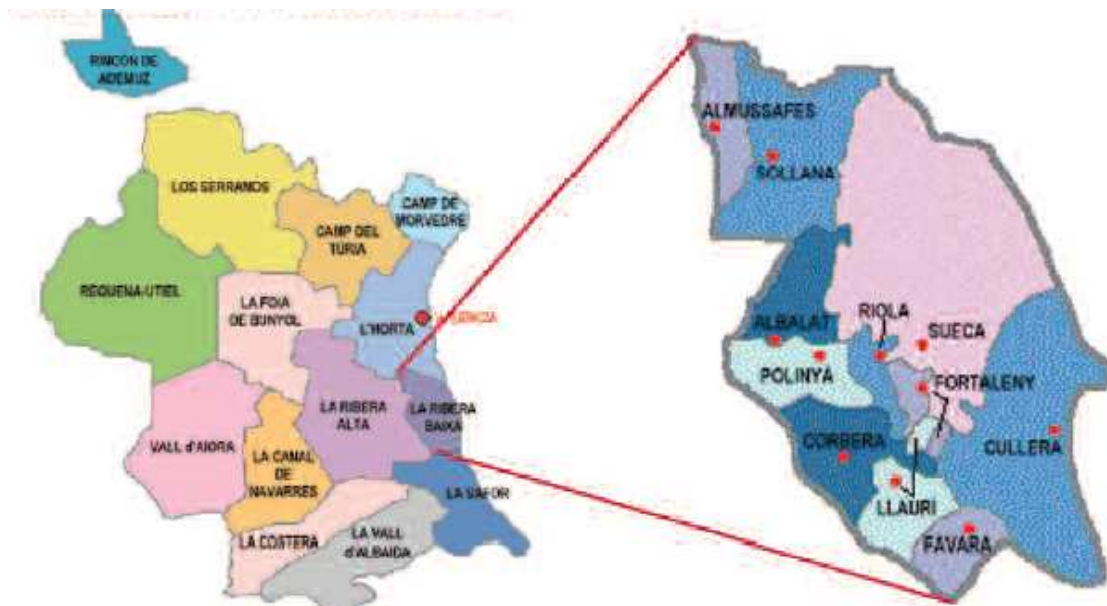 RINCON DE
ADEMUZ
LOS SERRANOS
CAMP DE
MORVEDRE
CAMP DEL
TURIA
REQUENA-UTIEL
LA FOIA
DE BUNYOL
L'HORTA
VALENCIA
LA RIBERA
ALTA
LA RIBERA
BAIXA
VALL d'AIORA
LA CANAL
DE
NAVARRES
LA SAFOR
LA COSTERA
LA VALL
d'ALBAIDA
ALMUSSAFES
SOLLANA
RIOLA
ALBALAT
SUECA
POLINYA
FORTALENY
CORBERA
CULLERA
LLAURI
FAVARA